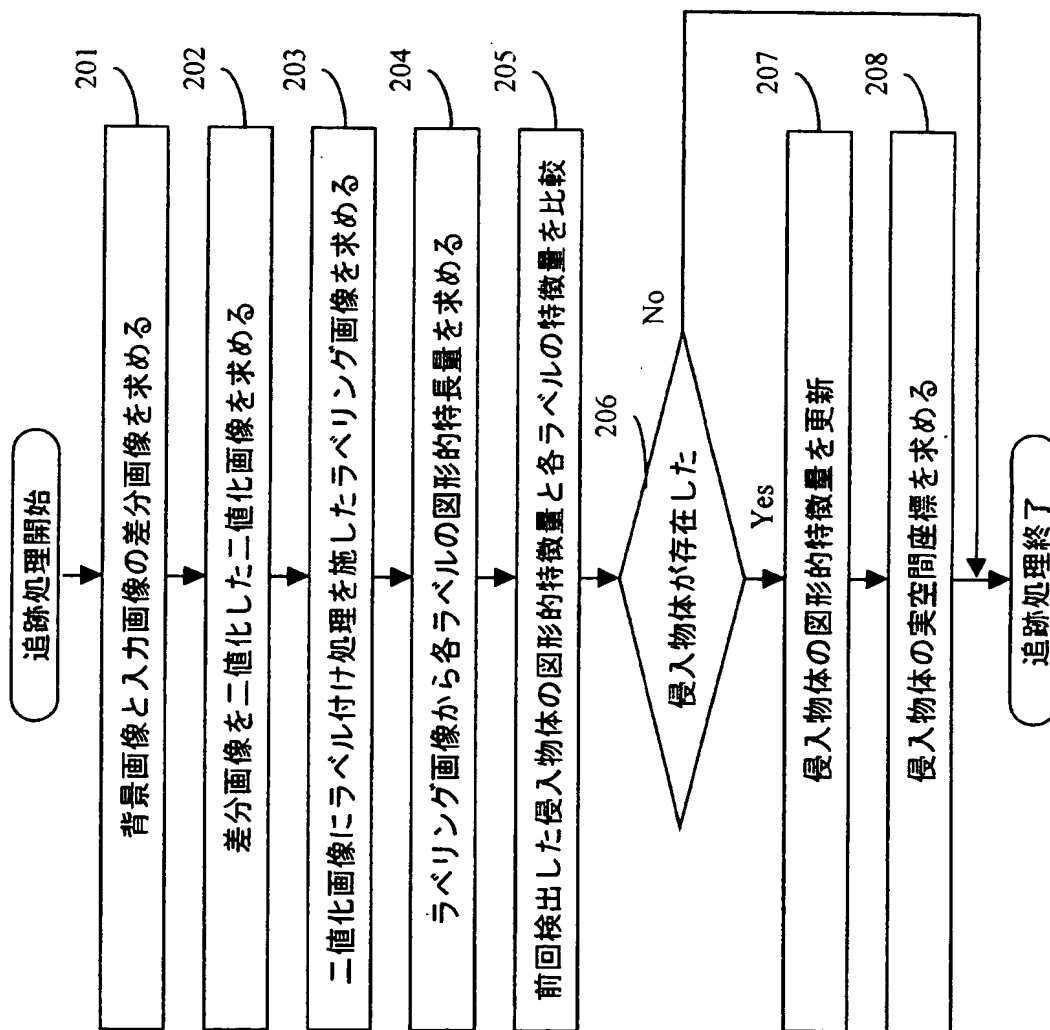 追跡処理開始
201
背景画像と入力画像の差分画像を求める
202
差分画像を二値化した二値化画像を求める
203
二値化画像にラベル付け処理を施したラベリング画像を求める
204
ラベリング画像から各ラベルの図形的特長量を求める
205
前回検出した侵入物体の図形的特徴量と各ラベルの特徴量を比較
206
侵入物体が存在した
No
Yes
207
侵入物体の図形的特徴量を更新
208
侵入物体の実空間座標を求める
追跡処理終了